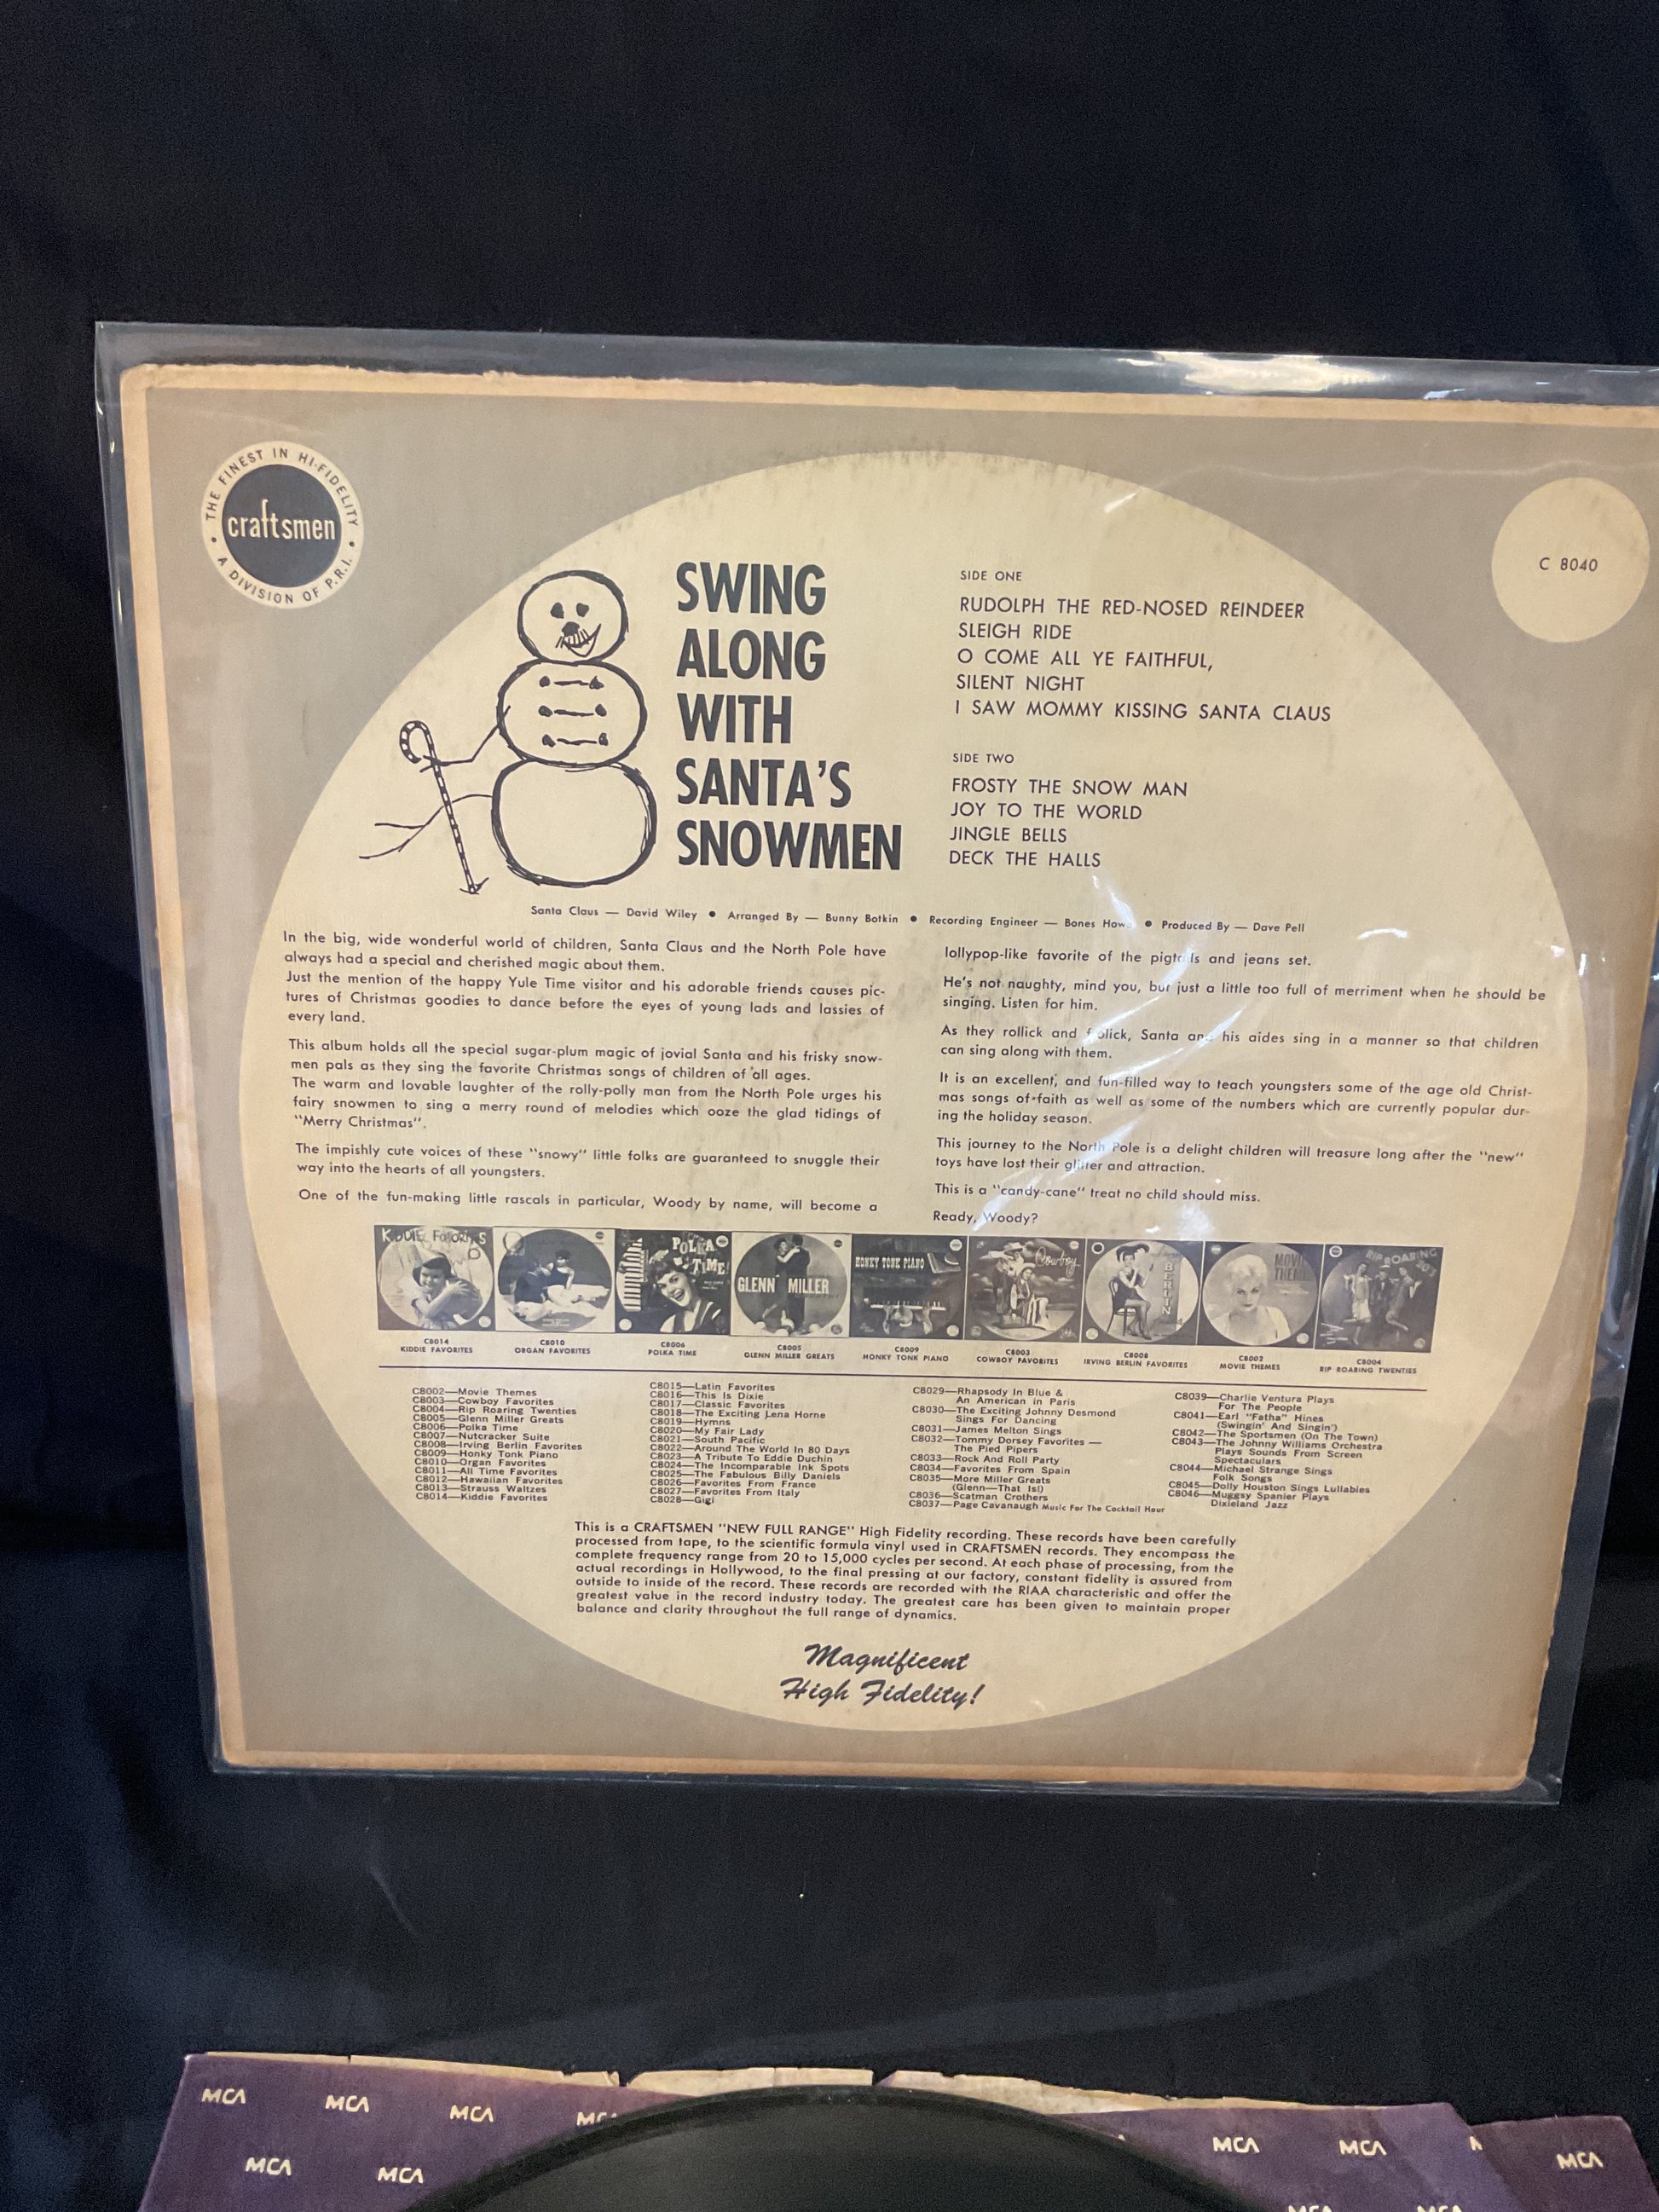 THE FINEST IN HI-FIDELITY
craftsmen
A DIVISION OF P.R.I.
C 8040
SWING
ALONG
WITH
SANTA'S
SNOWMEN
SIDE ONE
RUDOLPH THE RED-NOSED REINDEER
SLEIGH RIDE
O COME ALL YE FAITHFUL,
SILENT NIGHT
I SAW MOMMY KISSING SANTA CLAUS
SIDE TWO
FROSTY THE SNOW MAN
JOY TO THE WORLD
JINGLE BELLS
DECK THE HALLS
Santa Claus — David Wiley ● Arranged By — Bunny Botkin ● Recording Engineer — Bones Howe ● Produced By — Dave Pell
In the big, wide wonderful world of children, Santa Claus and the North Pole have
always had a special and cherished magic about them.
Just the mention of the happy Yule Time visitor and his adorable friends causes pic-
tures of Christmas goodies to dance before the eyes of young lads and lassies of
every land.
This album holds all the special sugar-plum magic of jovial Santa and his frisky snow-
men pals as they sing the favorite Christmas songs of children of all ages.
The warm and lovable laughter of the rolly-polly man from the North Pole urges his
fairy snowmen to sing a merry round of melodies which ooze the glad tidings of
"Merry Christmas".
The impishly cute voices of these "snowy" little folks are guaranteed to snuggle their
way into the hearts of all youngsters.
One of the fun-making little rascals in particular, Woody by name, will become a
lollypop-like favorite of the pigtails and jeans set.
He's not naughty, mind you, but just a little too full of merriment when he should be
singing. Listen for him.
As they rollick and frolick, Santa and his aides sing in a manner so that children
can sing along with them.
It is an excellent, and fun-filled way to teach youngsters some of the age old Christ-
mas songs of faith as well as some of the numbers which are currently popular dur-
ing the holiday season.
This journey to the North Pole is a delight children will treasure long after the "new"
toys have lost their glitter and attraction.
This is a "candy-cane" treat no child should miss.
Ready, Woody?
KIDDIE FAVORITES
POLKA
TIME!
GLENN MILLER
HONKY TONK PIANO
Cowboy
BERLIN
MOVIE
THEMES
RIP ROARING
20'S
C8014
KIDDIE FAVORITES
C8010
ORGAN FAVORITES
C8006
POLKA TIME
C8005
GLENN MILLER GREATS
C8009
HONKY TONK PIANO
C8003
COWBOY FAVORITES
C8008
IRVING BERLIN FAVORITES
C8002
MOVIE THEMES
C8004
RIP ROARING TWENTIES
C8002—Movie Themes
C8003—Cowboy Favorites
C8004—Rip Roaring Twenties
C8005—Glenn Miller Greats
C8006—Polka Time
C8007—Nutcracker Suite
C8008—Irving Berlin Favorites
C8009—Honky Tonk Piano
C8010—Organ Favorites
C8011—All Time Favorites
C8012—Hawaiian Favorites
C8013—Strauss Waltzes
C8014—Kiddie Favorites
C8015—Latin Favorites
C8016—This Is Dixie
C8017—Classic Favorites
C8018—The Exciting Lena Horne
C8019—Hymns
C8020—My Fair Lady
C8021—South Pacific
C8022—Around The World In 80 Days
C8023—A Tribute To Eddie Duchin
C8024—The Incomparable Ink Spots
C8025—The Fabulous Billy Daniels
C8026—Favorites From France
C8027—Favorites From Italy
C8028—Gigi
C8029—Rhapsody In Blue &
An American in Paris
C8030—The Exciting Johnny Desmond
Sings For Dancing
C8031—James Melton Sings
C8032—Tommy Dorsey Favorites —
The Pied Pipers
C8033—Rock And Roll Party
C8034—Favorites From Spain
C8035—More Miller Greats
(Glenn—That Is!)
C8036—Scatman Crothers
C8037—Page Cavanaugh Music For The Cocktail Hour
C8039—Charlie Ventura Plays
For The People
C8041—Earl "Fatha" Hines
(Swingin' And Singin')
C8042—The Sportsmen (On The Town)
C8043—The Johnny Williams Orchestra
Plays Sounds From Screen
Spectaculars
C8044—Michael Strange Sings
Folk Songs
C8045—Dolly Houston Sings Lullabies
C8046—Muggsy Spanier Plays
Dixieland Jazz
This is a CRAFTSMEN "NEW FULL RANGE" High Fidelity recording. These records have been carefully
processed from tape, to the scientific formula vinyl used in CRAFTSMEN records. They encompass the
complete frequency range from 20 to 15,000 cycles per second. At each phase of processing, from the
actual recordings in Hollywood, to the final pressing at our factory, constant fidelity is assured from
outside to inside of the record. These records are recorded with the RIAA characteristic and offer the
greatest value in the record industry today. The greatest care has been given to maintain proper
balance and clarity throughout the full range of dynamics.
Magnificent
High Fidelity!
MCA MCA MCA MCA MCA MCA MCA
MCA MCA MCA MCA